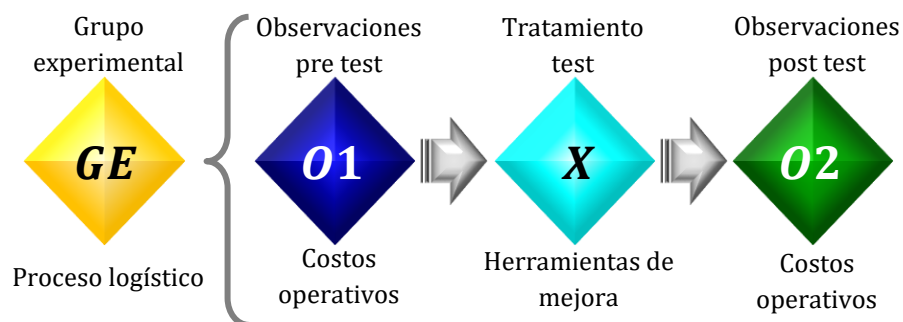 Grupo
experimental
GE
Proceso logístico
Observaciones
pre test
O1
Costos
operativos
Tratamiento
test
X
Herramientas de
mejora
Observaciones
post test
O2
Costos
operativos